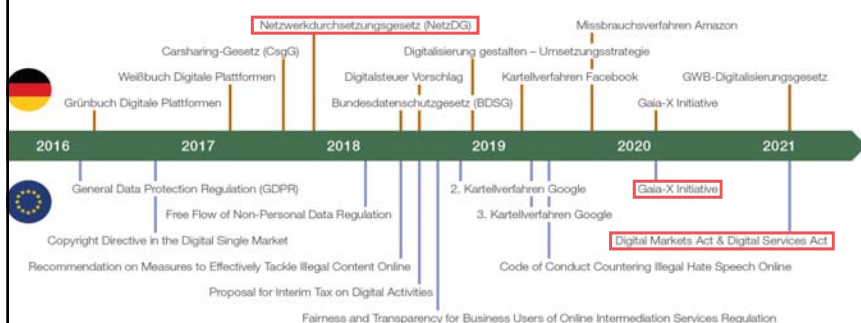 Netzwerkdurchsetzungsgesetz (NetzDG)
Missbrauchsverfahren Amazon
Carsharing-Gesetz (CsgG)
Digitalisierung gestalten – Umsetzungsstrategie
Weißbuch Digitale Plattformen
Digitalsteuer Vorschlag
Kartellverfahren Facebook
GWB-Digitalisierungsgesetz
Grünbuch Digitale Plattformen
Bundesdatenschutzgesetz (BDSG)
Gaia-X Initiative
2016 2017 2018 2019 2020 2021
General Data Protection Regulation (GDPR)
2. Kartellverfahren Google
Gaia-X Initiative
Free Flow of Non-Personal Data Regulation
3. Kartellverfahren Google
Copyright Directive in the Digital Single Market
Digital Markets Act & Digital Services Act
Recommendation on Measures to Effectively Tackle Illegal Content Online
Code of Conduct Countering Illegal Hate Speech Online
Proposal for Interim Tax on Digital Activities
Fairness and Transparency for Business Users of Online Intermediation Services Regulation